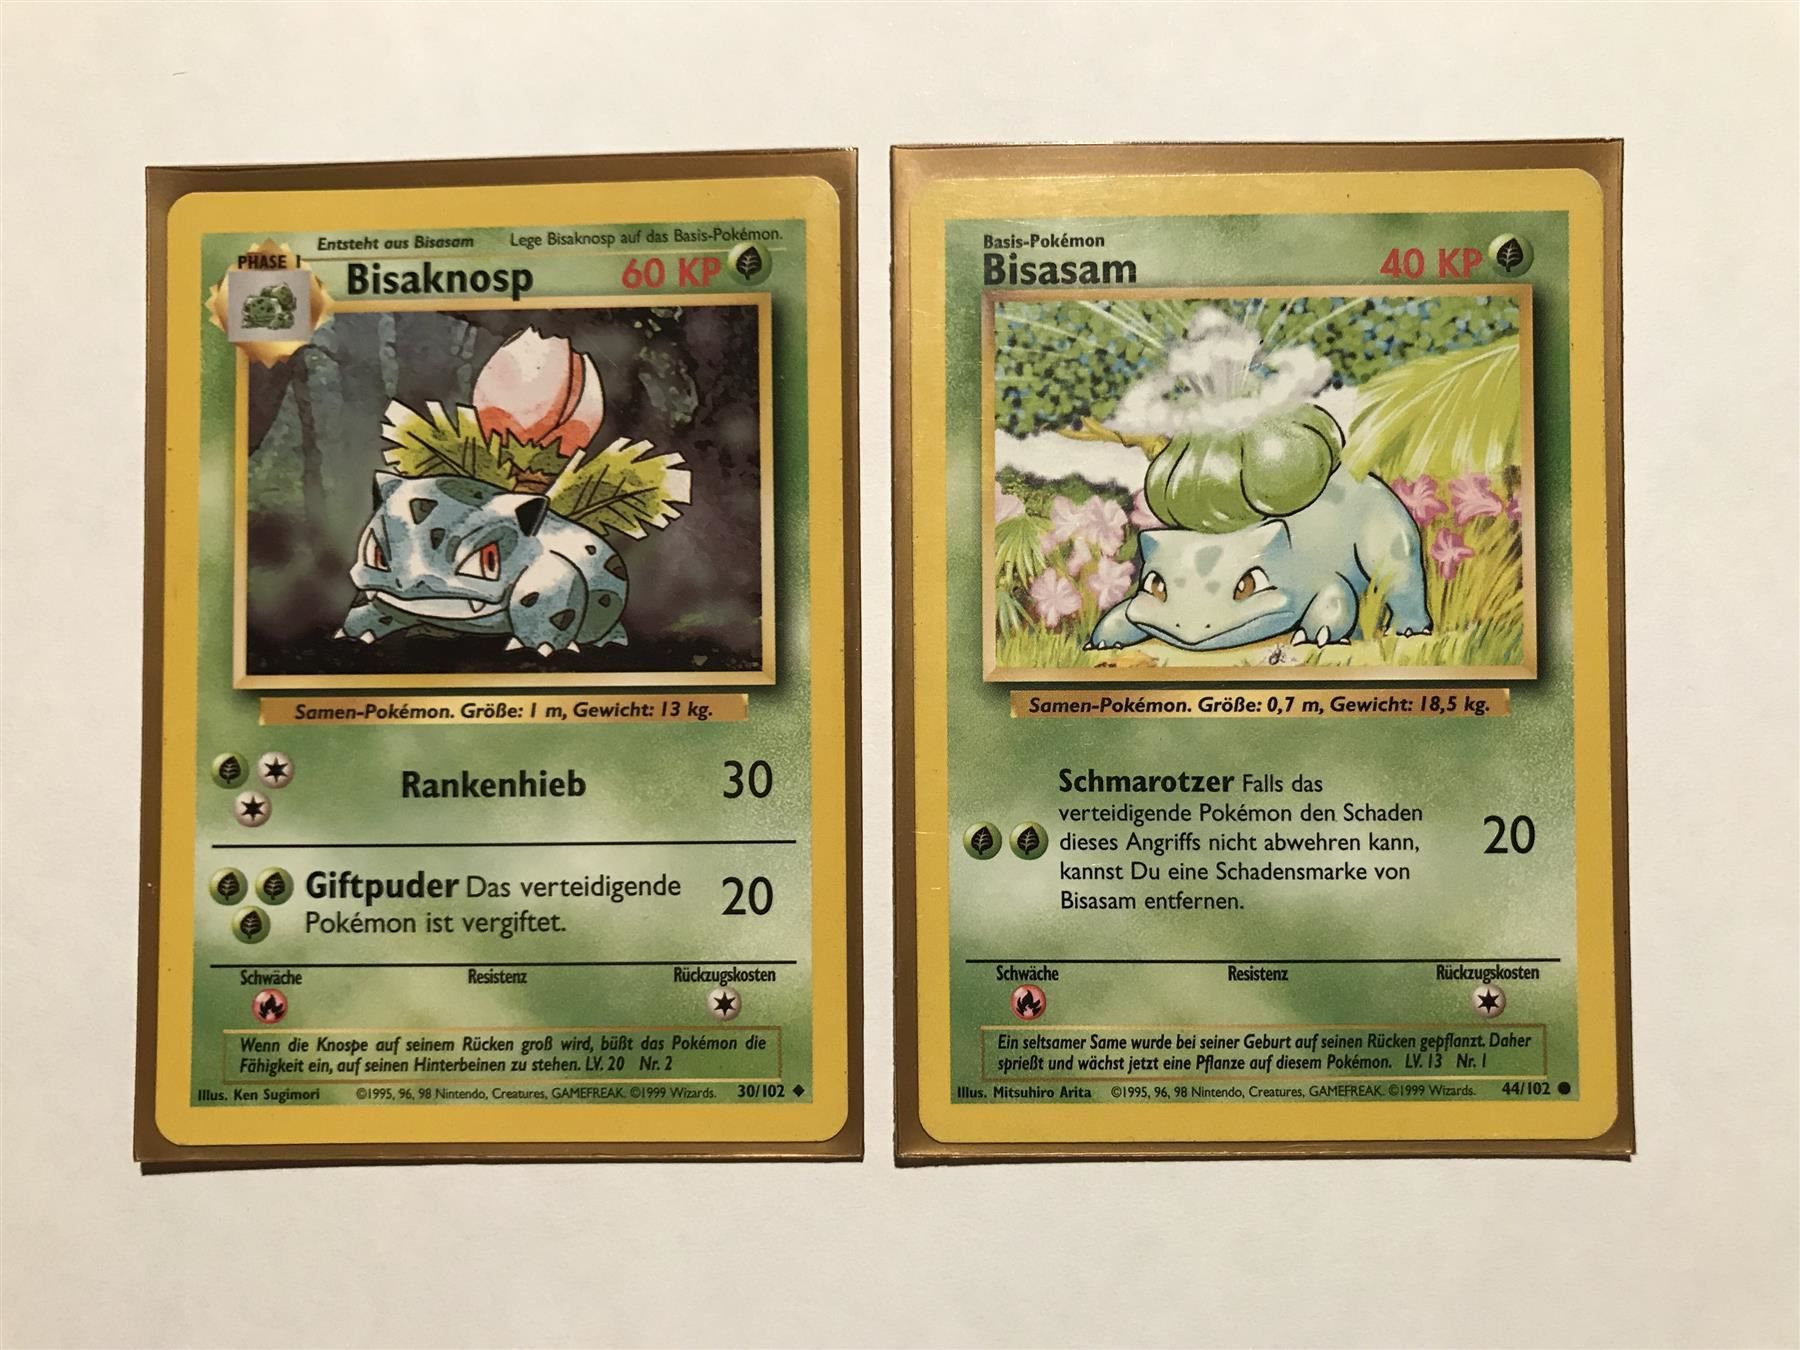 Entsteht aus Bisasam Lege Bisaknosp auf das Basis-Pokémon.
PHASE 1
Bisaknosp 60 KP
Samen-Pokémon. Größe: 1 m, Gewicht: 13 kg.
Rankenhieb 30
Giftpuder Das verteidigende
Pokémon ist vergiftet.
20
Schwäche Resistenz Rückzugskosten
Wenn die Knospe auf seinem Rücken groß wird, büßt das Pokémon die
Fähigkeit ein, auf seinen Hinterbeinen zu stehen. LV. 20 Nr. 2
Illus. Ken Sugimori ©1995, 96, 98 Nintendo, Creatures, GAMEFREAK. ©1999 Wizards. 30/102
Basis-Pokémon
Bisasam 40 KP
Samen-Pokémon. Größe: 0,7 m, Gewicht: 18,5 kg.
Schmarotzer Falls das
verteidigende Pokémon den Schaden
dieses Angriffs nicht abwehren kann,
kannst Du eine Schadensmarke von
Bisasam entfernen.
20
Schwäche Resistenz Rückzugskosten
Ein seltsamer Same wurde bei seiner Geburt auf seinen Rücken gepflanzt. Daher
sprießt und wächst jetzt eine Pflanze auf diesem Pokémon. LV. 13 Nr. 1
Illus. Mitsuhiro Arita ©1995, 96, 98 Nintendo, Creatures, GAMEFREAK. ©1999 Wizards. 44/102